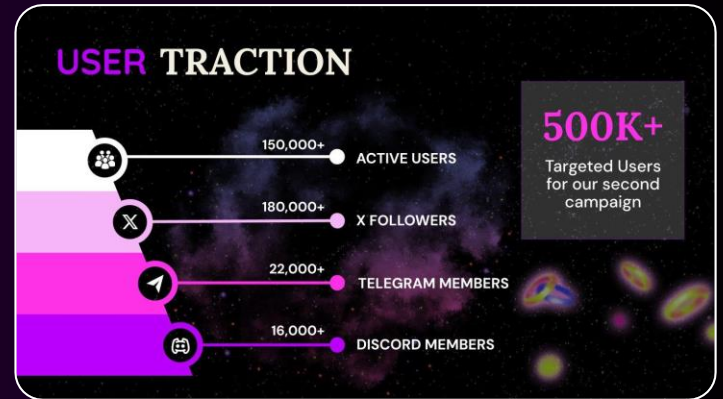 USER TRACTION
150,000+ ACTIVE USERS
180,000+ X FOLLOWERS
22,000+ TELEGRAM MEMBERS
16,000+ DISCORD MEMBERS
500K+
Targeted Users
for our second
campaign